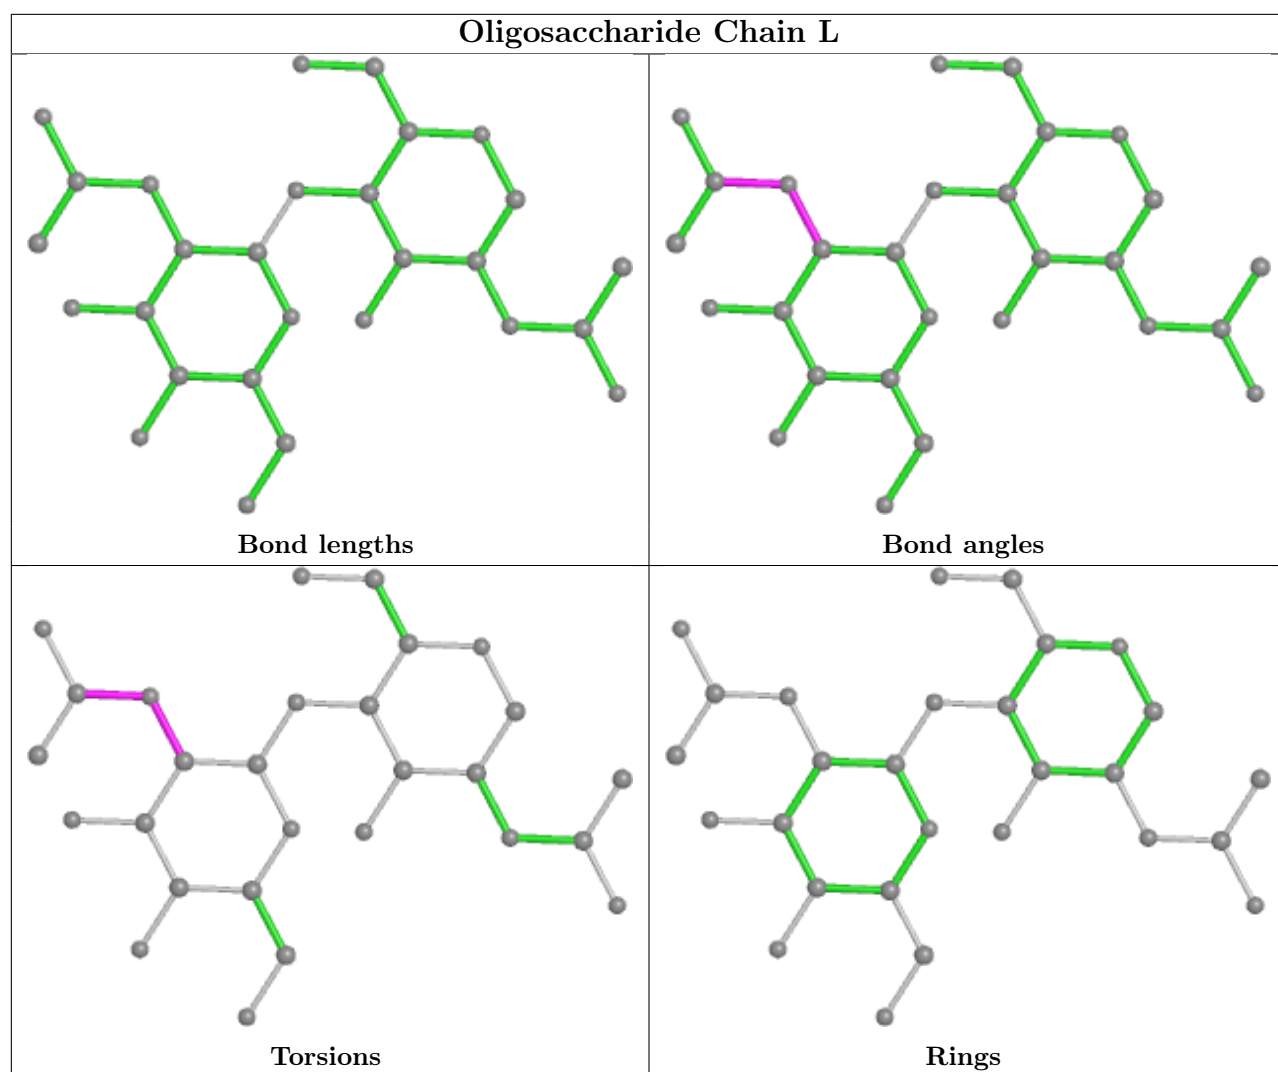 Oligosaccharide Chain L
Bond lengths
Bond angles
Torsions
Rings